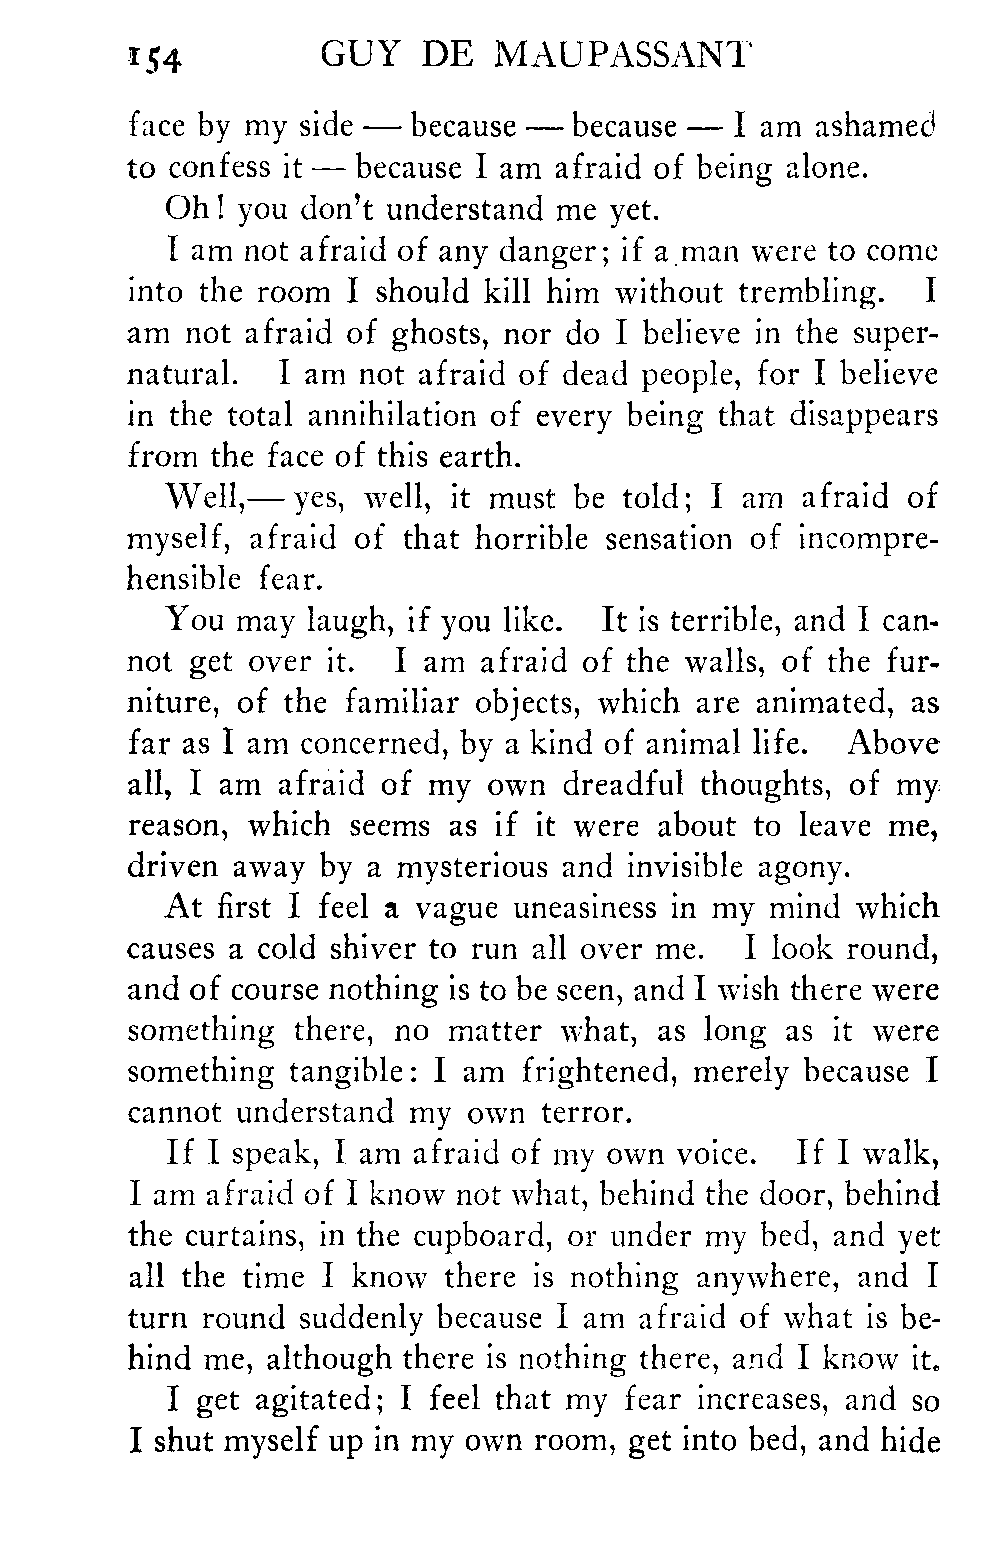 154 GUY DE MAUPASSANT
face by my side — because — because — I am ashamed
to confess it — because I am afraid of being alone.
Oh! you don't understand me yet.
I am not afraid of any danger; if a man were to come
into the room I should kill him without trembling. I
am not afraid of ghosts, nor do I believe in the super-
natural. I am not afraid of dead people, for I believe
in the total annihilation of every being that disappears
from the face of this earth.
Well,— yes, well, it must be told; I am afraid of
myself, afraid of that horrible sensation of incompre-
hensible fear.
You may laugh, if you like. It is terrible, and I can-
not get over it. I am afraid of the walls, of the fur-
niture, of the familiar objects, which are animated, as
far as I am concerned, by a kind of animal life. Above
all, I am afraid of my own dreadful thoughts, of my
reason, which seems as if it were about to leave me,
driven away by a mysterious and invisible agony.
At first I feel a vague uneasiness in my mind which
causes a cold shiver to run all over me. I look round,
and of course nothing is to be seen, and I wish there were
something there, no matter what, as long as it were
something tangible: I am frightened, merely because I
cannot understand my own terror.
If I speak, I am afraid of my own voice. If I walk,
I am afraid of I know not what, behind the door, behind
the curtains, in the cupboard, or under my bed, and yet
all the time I know there is nothing anywhere, and I
turn round suddenly because I am afraid of what is be-
hind me, although there is nothing there, and I know it.
I get agitated; I feel that my fear increases, and so
I shut myself up in my own room, get into bed, and hide